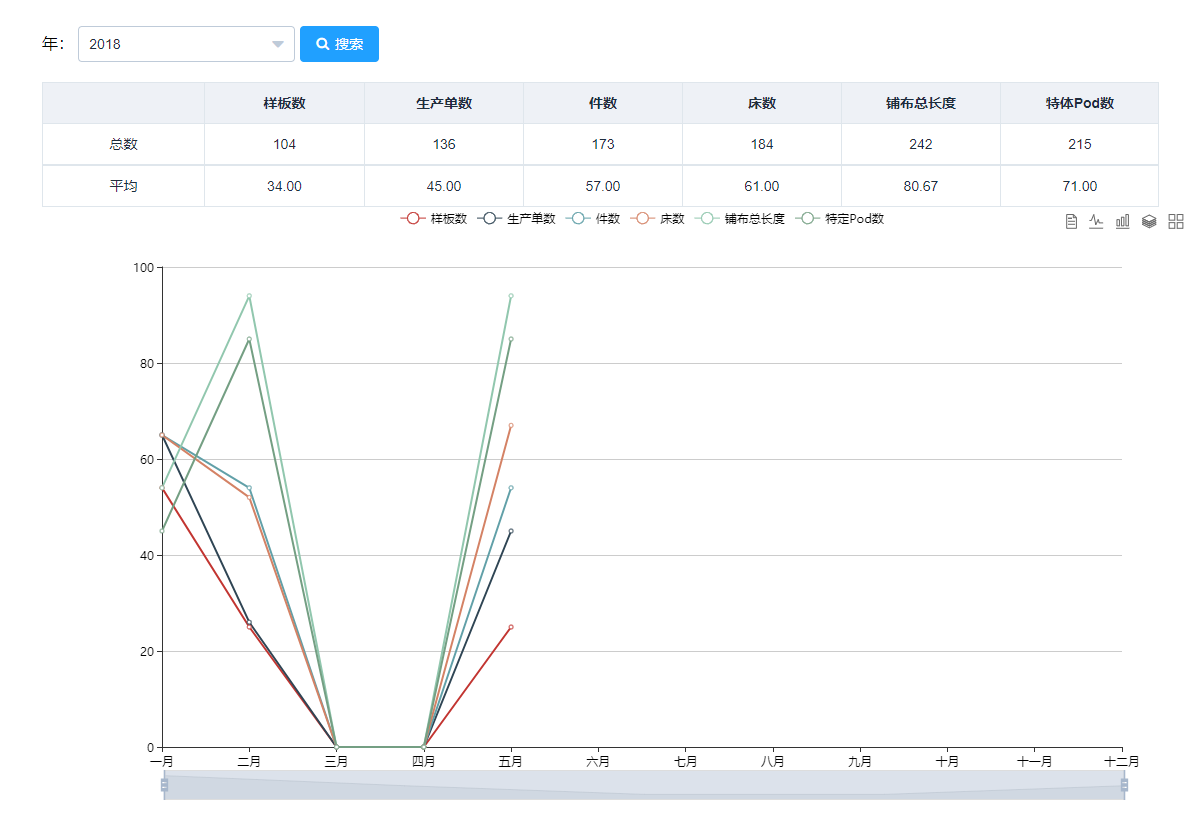 年： 2018 搜索
样板数 生产单数 件数 床数 铺布总长度 特体Pod数
总数 104 136 173 184 242 215
平均 34.00 45.00 57.00 61.00 80.67 71.00
样板数 生产单数 件数 床数 铺布总长度 特定Pod数
100
80
60
40
20
0
一月 二月 三月 四月 五月 六月 七月 八月 九月 十月 十一月 十二月